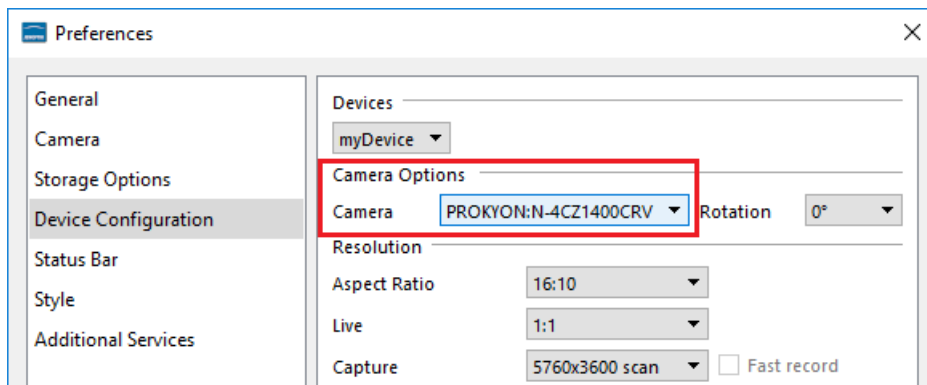 Preferences
General
Camera
Storage Options
Device Configuration
Status Bar
Style
Additional Services
Devices
myDevice
Camera Options
Camera PROKYON:N-4CZ1400CRV Rotation 0°
Resolution
Aspect Ratio 16:10
Live 1:1
Capture 5760x3600 scan Fast record